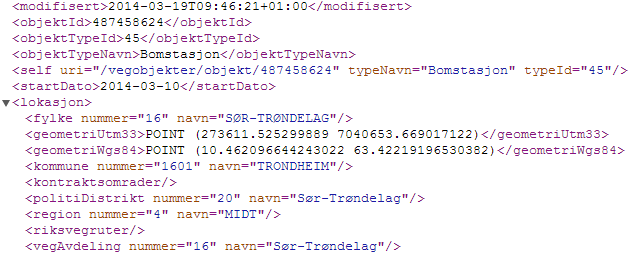 <modifisert>2014-03-19T09:46:21+01:00</modifisert>
<objektId>487458624</objektId>
<objektTypeId>45</objektTypeId>
<objektTypeNavn>Bomstasjon</objektTypeNavn>
<self uri="/vegobjekter/objekt/487458624" typeNavn="Bomstasjon" typeId="45"/>
<startDato>2014-03-10</startDato>
<lokasjon>
<fylke nummer="16" navn="SØR-TRØNDELAG"/>
<geometriUtm33>POINT (273611.525299889 7040653.669017122)</geometriUtm33>
<geometriWgs84>POINT (10.462096644243022 63.42219196530382)</geometriWgs84>
<kommune nummer="1601" navn="TRONDHEIM"/>
<kontraktsomrader/>
<politiDistrikt nummer="20" navn="Sør-Trøndelag"/>
<region nummer="4" navn="MIDT"/>
<riksvegruter/>
<vegAvdeling nummer="16" navn="Sør-Trøndelag"/>